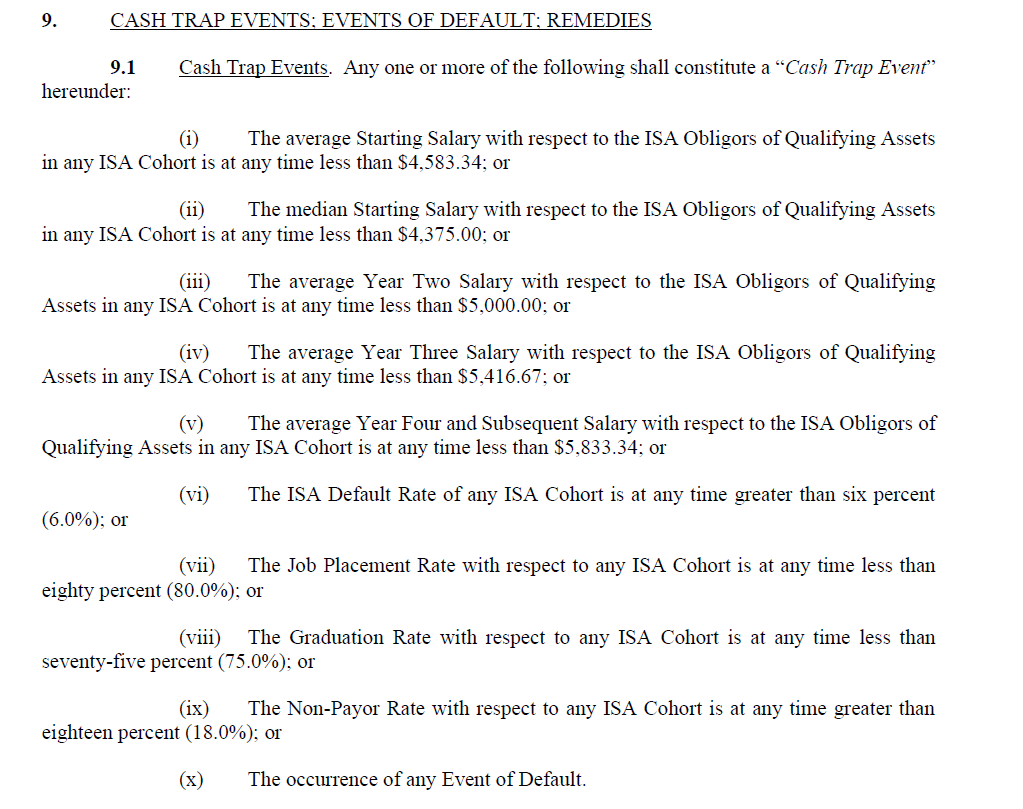 9. CASH TRAP EVENTS; EVENTS OF DEFAULT; REMEDIES
9.1 Cash Trap Events. Any one or more of the following shall constitute a “Cash Trap Event”
hereunder:
(i) The average Starting Salary with respect to the ISA Obligors of Qualifying Assets
in any ISA Cohort is at any time less than $4,583.34; or
(ii) The median Starting Salary with respect to the ISA Obligors of Qualifying Assets
in any ISA Cohort is at any time less than $4,375.00; or
(iii) The average Year Two Salary with respect to the ISA Obligors of Qualifying
Assets in any ISA Cohort is at any time less than $5,000.00; or
(iv) The average Year Three Salary with respect to the ISA Obligors of Qualifying
Assets in any ISA Cohort is at any time less than $5,416.67; or
(v) The average Year Four and Subsequent Salary with respect to the ISA Obligors of
Qualifying Assets in any ISA Cohort is at any time less than $5,833.34; or
(vi) The ISA Default Rate of any ISA Cohort is at any time greater than six percent
(6.0%); or
(vii) The Job Placement Rate with respect to any ISA Cohort is at any time less than
eighty percent (80.0%); or
(viii) The Graduation Rate with respect to any ISA Cohort is at any time less than
seventy-five percent (75.0%); or
(ix) The Non-Payor Rate with respect to any ISA Cohort is at any time greater than
eighteen percent (18.0%); or
(x) The occurrence of any Event of Default.